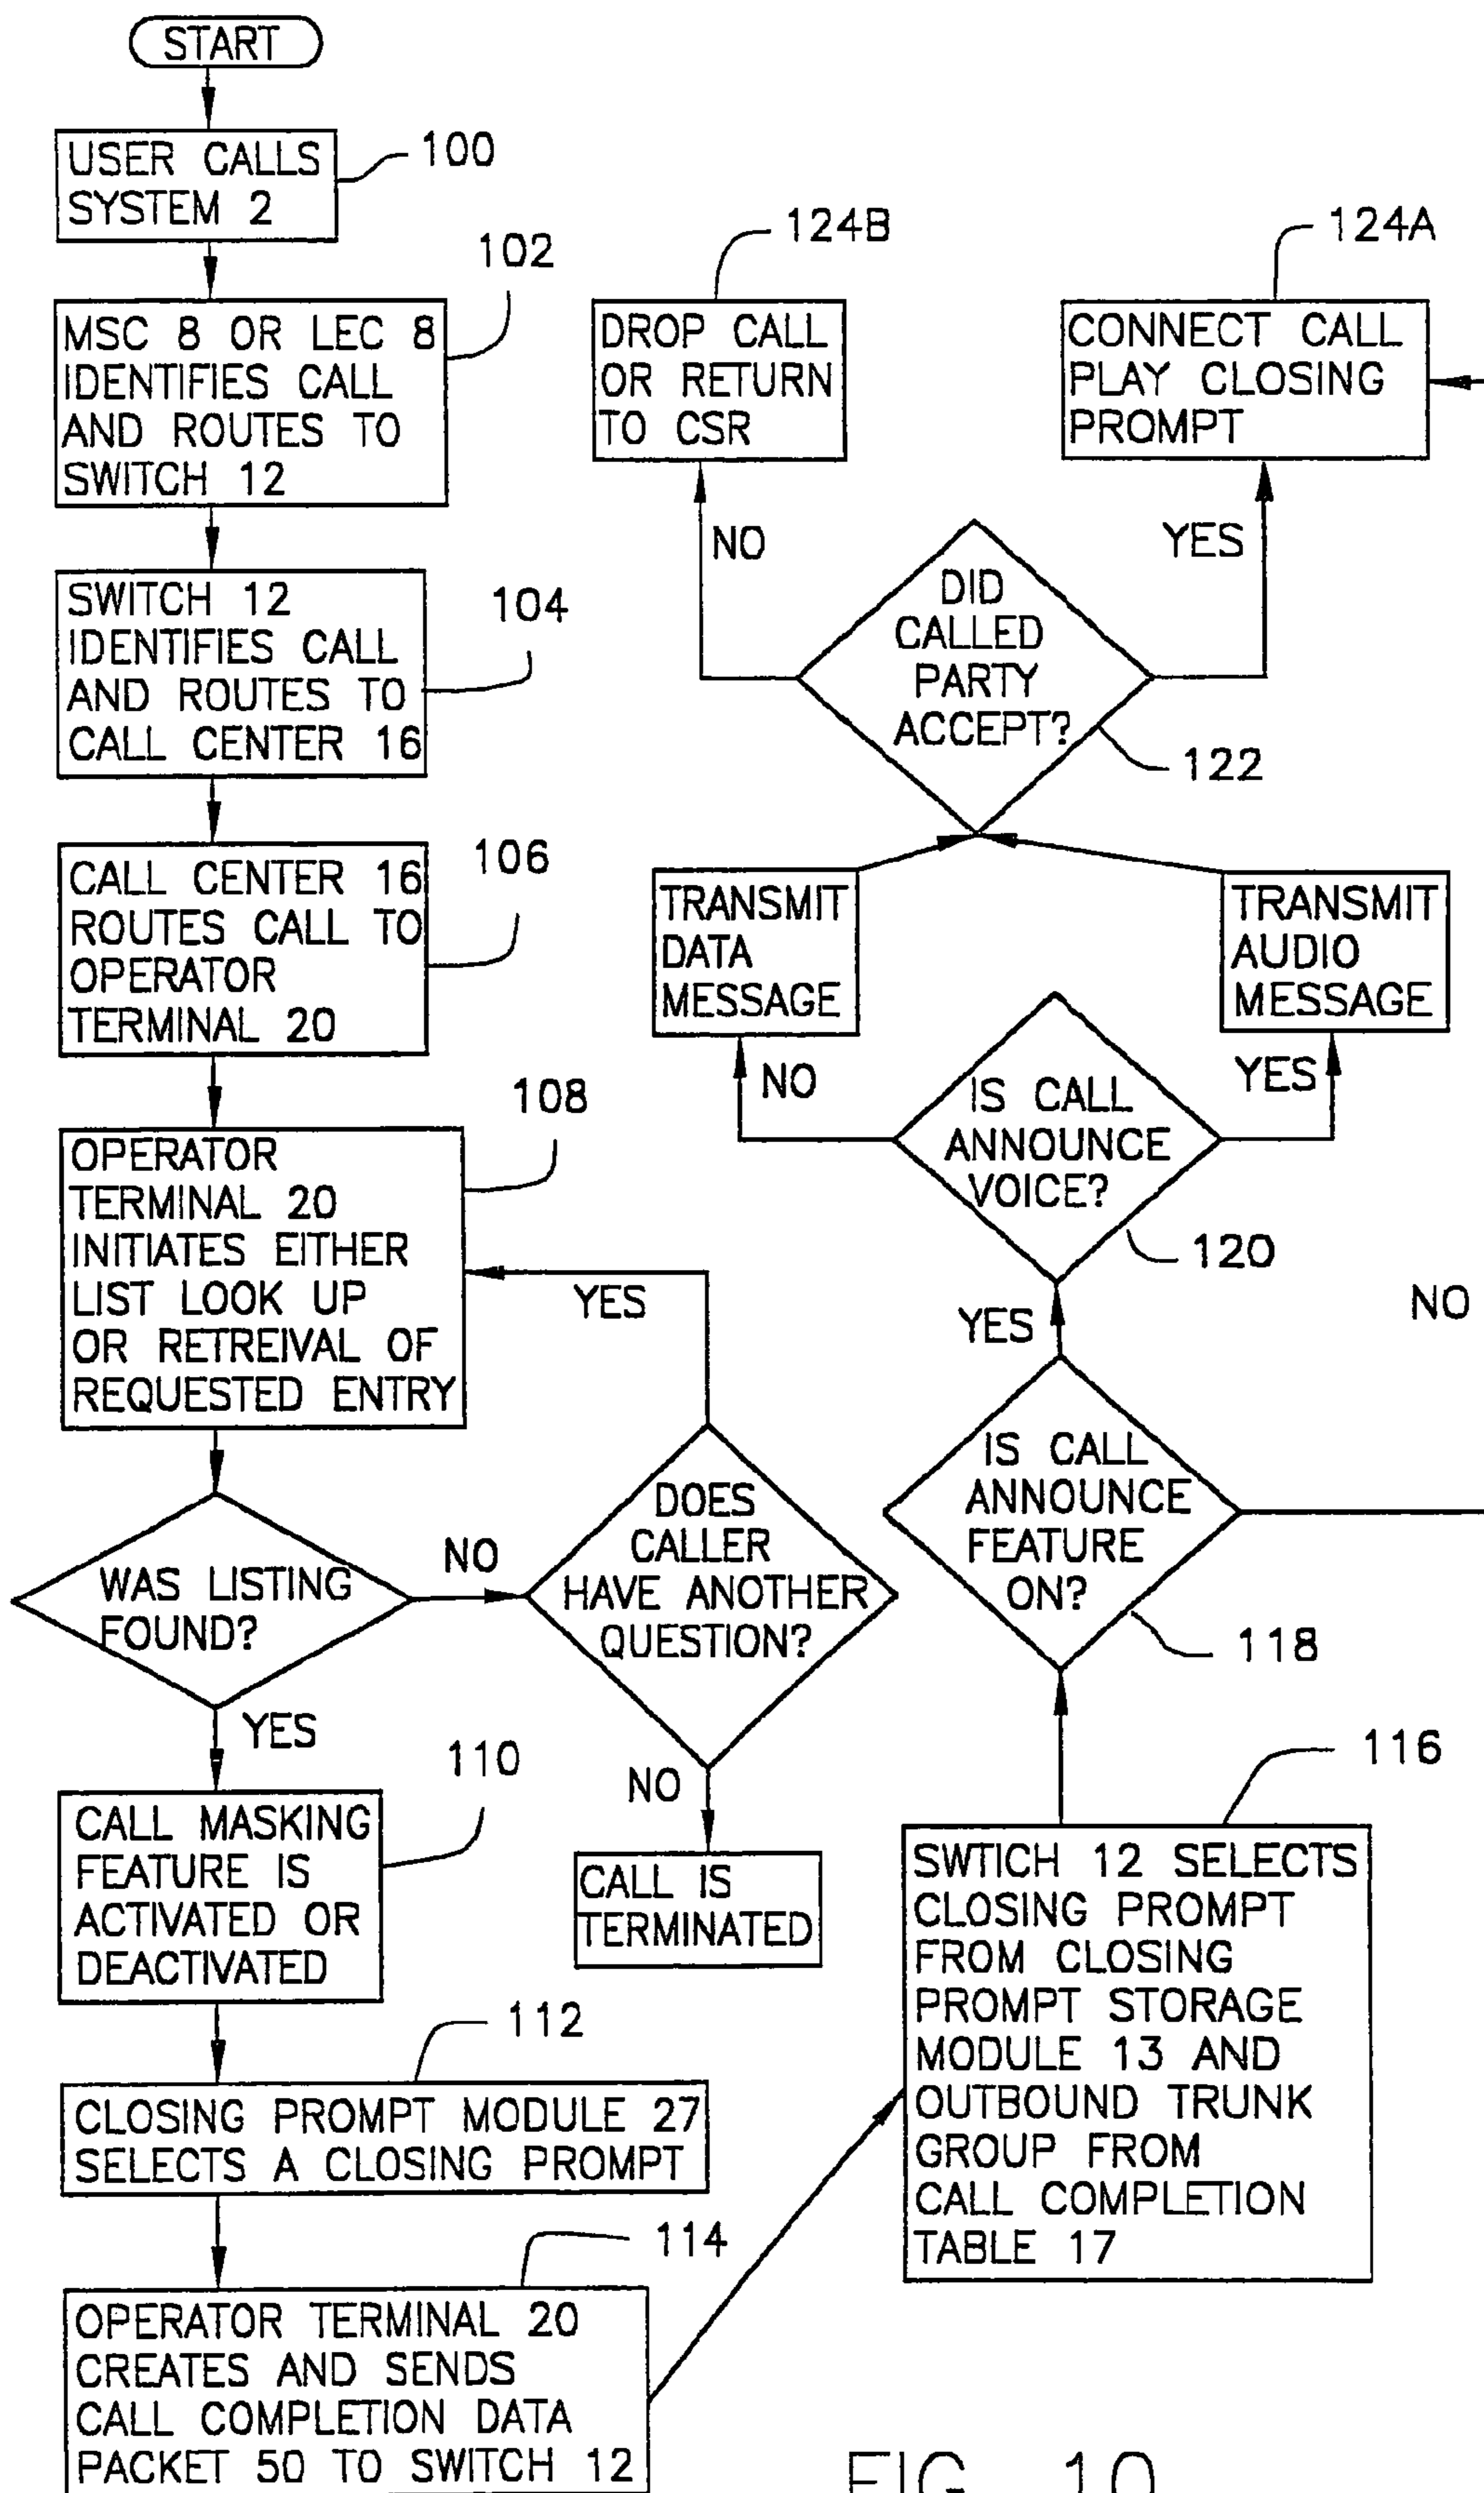 START
USER CALLS
SYSTEM 2
100
MSC 8 OR LEC 8
IDENTIFIES CALL
AND ROUTES TO
SWITCH 12
102
SWITCH 12
IDENTIFIES CALL
AND ROUTES TO
CALL CENTER 16
104
CALL CENTER 16
ROUTES CALL TO
OPERATOR
TERMINAL 20
106
OPERATOR
TERMINAL 20
INITIATES EITHER
LIST LOOK UP
OR RETREIVAL OF
REQUESTED ENTRY
108
WAS LISTING
FOUND?
NO
YES
DOES
CALLER
HAVE ANOTHER
QUESTION?
YES
NO
CALL IS
TERMINATED
CALL MASKING
FEATURE IS
ACTIVATED OR
DEACTIVATED
110
CLOSING PROMPT MODULE 27
SELECTS A CLOSING PROMPT
112
OPERATOR TERMINAL 20
CREATES AND SENDS
CALL COMPLETION DATA
PACKET 50 TO SWITCH 12
114
SWTICH 12 SELECTS
CLOSING PROMPT
FROM CLOSING
PROMPT STORAGE
MODULE 13 AND
OUTBOUND TRUNK
GROUP FROM
CALL COMPLETION
TABLE 17
116
IS CALL
ANNOUNCE
FEATURE
ON?
118
YES
NO
IS CALL
ANNOUNCE
VOICE?
120
NO
YES
TRANSMIT
DATA
MESSAGE
TRANSMIT
AUDIO
MESSAGE
DID
CALLED
PARTY
ACCEPT?
122
NO
YES
DROP CALL
OR RETURN
TO CSR
124B
CONNECT CALL
PLAY CLOSING
PROMPT
124A
FIG. 10